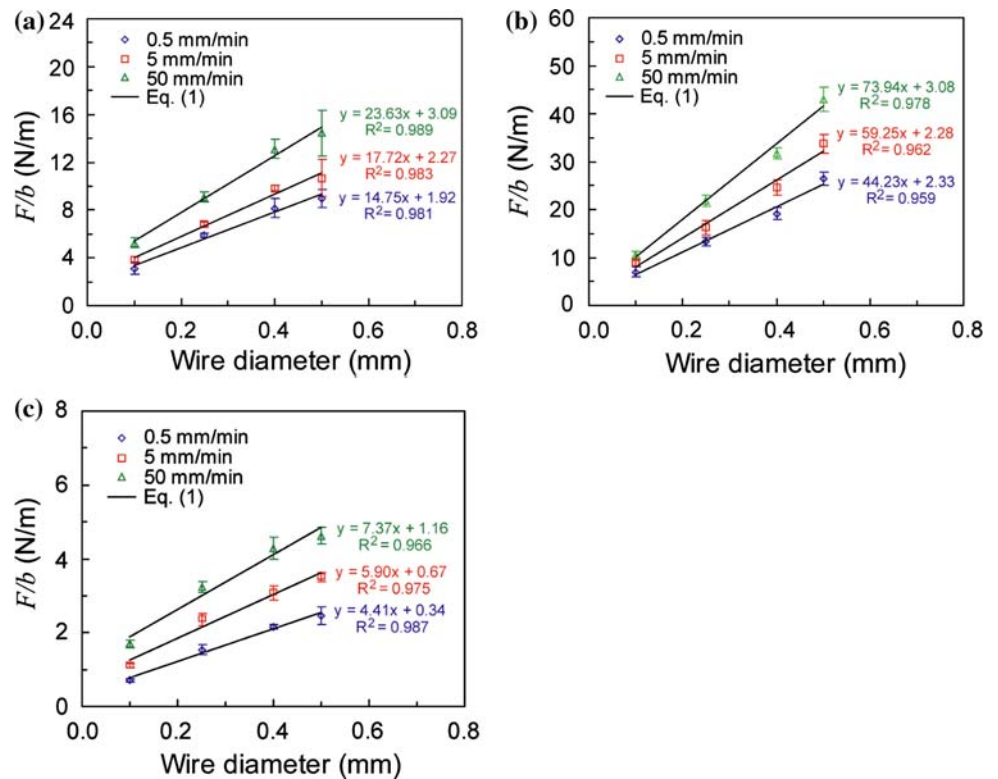 (a)
24
20
16
12
8
4
0
F/b (N/m)
0.5 mm/min
5 mm/min
50 mm/min
Eq. (1)
y = 23.63x + 3.09
R² = 0.989
y = 17.72x + 2.27
R² = 0.983
y = 14.75x + 1.92
R² = 0.981
0.0 0.2 0.4 0.6 0.8
Wire diameter (mm)
(b)
60
50
40
30
20
10
0
F/b (N/m)
0.5 mm/min
5 mm/min
50 mm/min
Eq. (1)
y = 73.94x + 3.08
R² = 0.978
y = 59.25x + 2.28
R² = 0.962
y = 44.23x + 2.33
R² = 0.959
0.0 0.2 0.4 0.6 0.8
Wire diameter (mm)
(c)
8
6
4
2
0
F/b (N/m)
0.5 mm/min
5 mm/min
50 mm/min
Eq. (1)
y = 7.37x + 1.16
R² = 0.966
y = 5.90x + 0.67
R² = 0.975
y = 4.41x + 0.34
R² = 0.987
0.0 0.2 0.4 0.6 0.8
Wire diameter (mm)